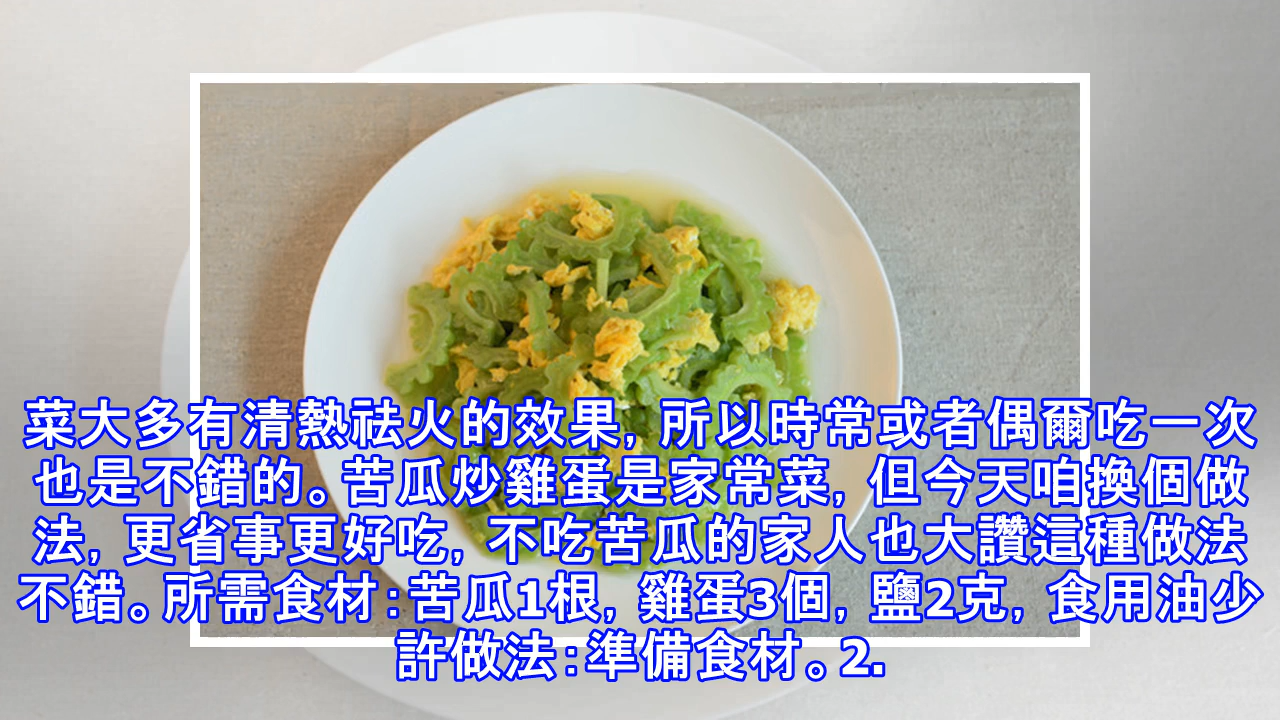 菜大多有清熱祛火的效果, 所以時常或者偶爾吃一次
也是不錯的。苦瓜炒雞蛋是家常菜, 但今天咱換個做
法, 更省事更好吃, 不吃苦瓜的家人也大讚這種做法
不錯。所需食材:苦瓜1根, 雞蛋3個, 鹽2克, 食用油少
許做法:準備食材。2.